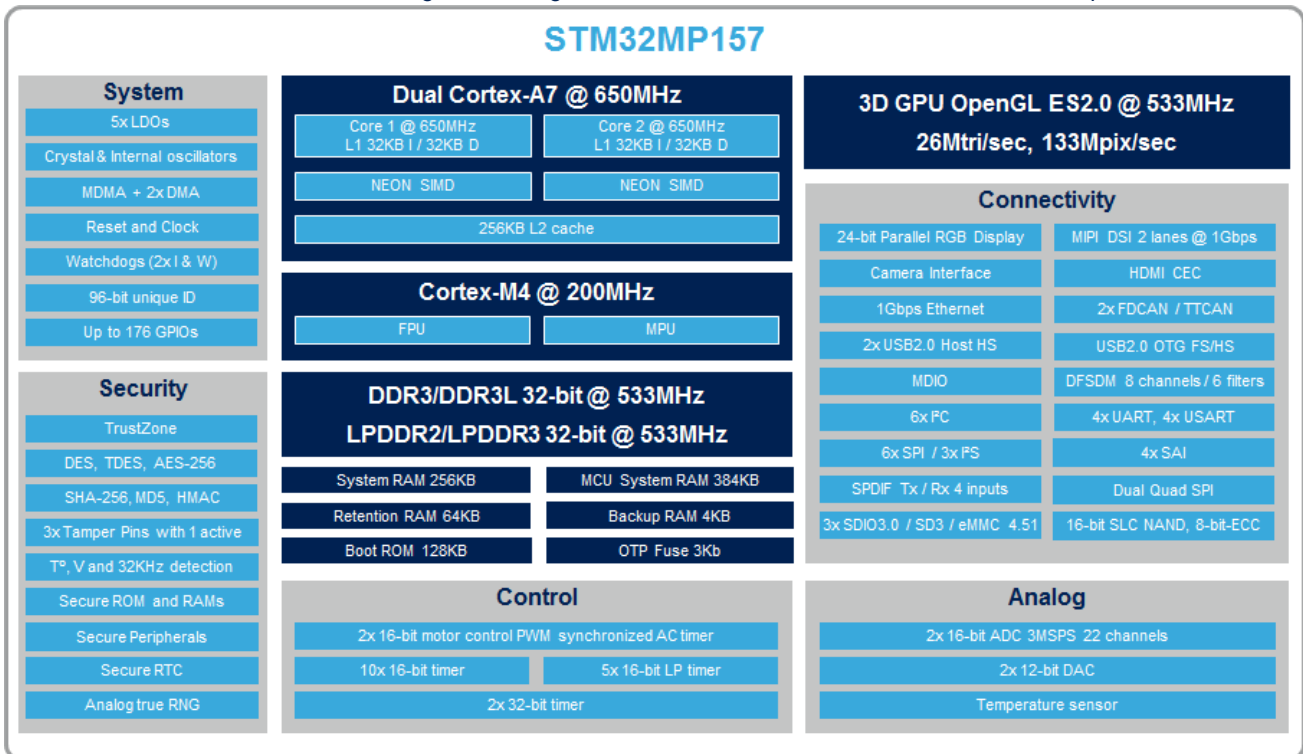 STM32MP157
System
5x LDOs
Crystal & Internal oscillators
MDMA + 2x DMA
Reset and Clock
Watchdogs (2x I & W)
96-bit unique ID
Up to 176 GPIOs
Security
TrustZone
DES, TDES, AES-256
SHA-256, MD5, HMAC
3x Tamper Pins with 1 active
Tº, V and 32KHz detection
Secure ROM and RAMs
Secure Peripherals
Secure RTC
Analog true RNG
Dual Cortex-A7 @ 650MHz
Core 1 @ 650MHz
L1 32KB I / 32KB D
Core 2 @ 650MHz
L1 32KB I / 32KB D
NEON SIMD
NEON SIMD
256KB L2 cache
Cortex-M4 @ 200MHz
FPU
MPU
DDR3/DDR3L 32-bit @ 533MHz
LPDDR2/LPDDR3 32-bit @ 533MHz
System RAM 256KB
MCU System RAM 384KB
Retention RAM 64KB
Backup RAM 4KB
Boot ROM 128KB
OTP Fuse 3Kb
Control
2x 16-bit motor control PWM synchronized AC timer
10x 16-bit timer
5x 16-bit LP timer
2x 32-bit timer
3D GPU OpenGL ES2.0 @ 533MHz
26Mtri/sec, 133Mpix/sec
Connectivity
24-bit Parallel RGB Display
MIPI DSI 2 lanes @ 1Gbps
Camera Interface
HDMI CEC
1Gbps Ethernet
2x FDCAN / TTCAN
2x USB2.0 Host HS
USB2.0 OTG FS/HS
MDIO
DFSDM 8 channels / 6 filters
6x I²C
4x UART, 4x USART
6x SPI / 3x I²S
4x SAI
SPDIF Tx / Rx 4 inputs
Dual Quad SPI
3x SDIO3.0 / SD3 / eMMC 4.51
16-bit SLC NAND, 8-bit-ECC
Analog
2x 16-bit ADC 3MSPS 22 channels
2x 12-bit DAC
Temperature sensor